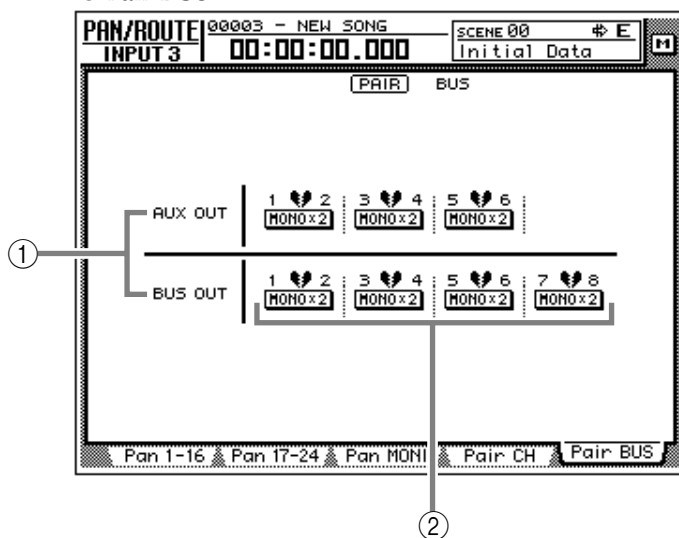 PAN/ROUTE 00003 - NEW SONG SCENE 00 E
INPUT 3 00:00:00.000 Initial Data M
PAIR BUS
1 2 3 4 5 6
AUX OUT MONO×2 MONO×2 MONO×2
①
1 2 3 4 5 6 7 8
BUS OUT MONO×2 MONO×2 MONO×2 MONO×2
Pan 1-16 Pan 17-24 Pan MONI Pair CH Pair BUS
②